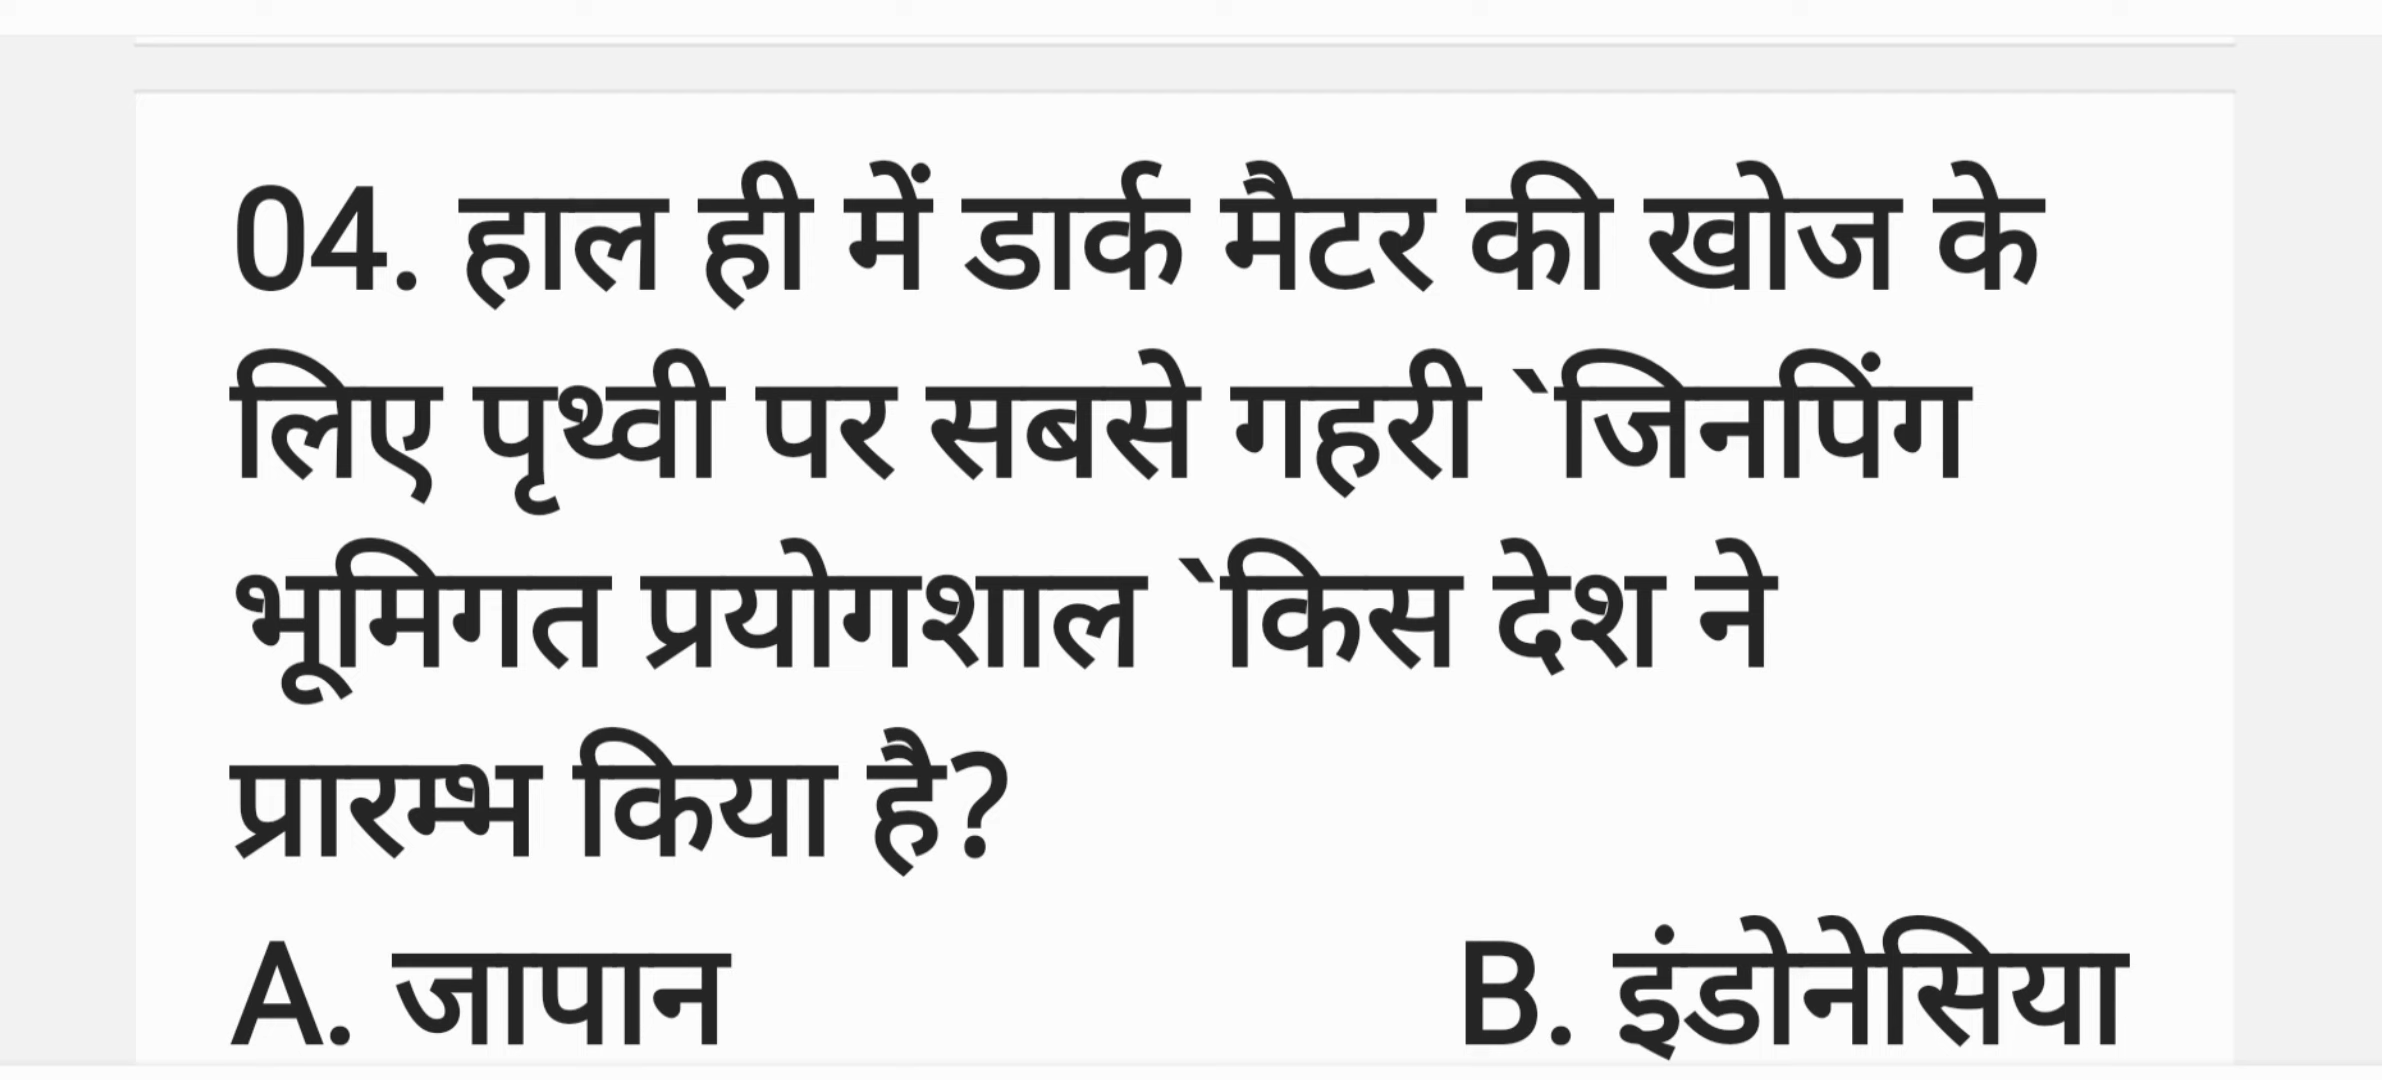 04. हाल ही में डार्क मैटर की खोज के
लिए पृथ्वी पर सबसे गहरी `जिनपिंग
भूमिगत प्रयोगशाल `किस देश ने
प्रारम्भ किया है?
A. जापान B. इंडोनेसिया